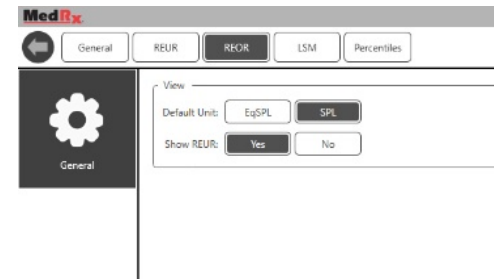 MedRx
General REUR REOR LSM Percentiles
View
Default Unit: EqSPL SPL
Show REUR: Yes No
General